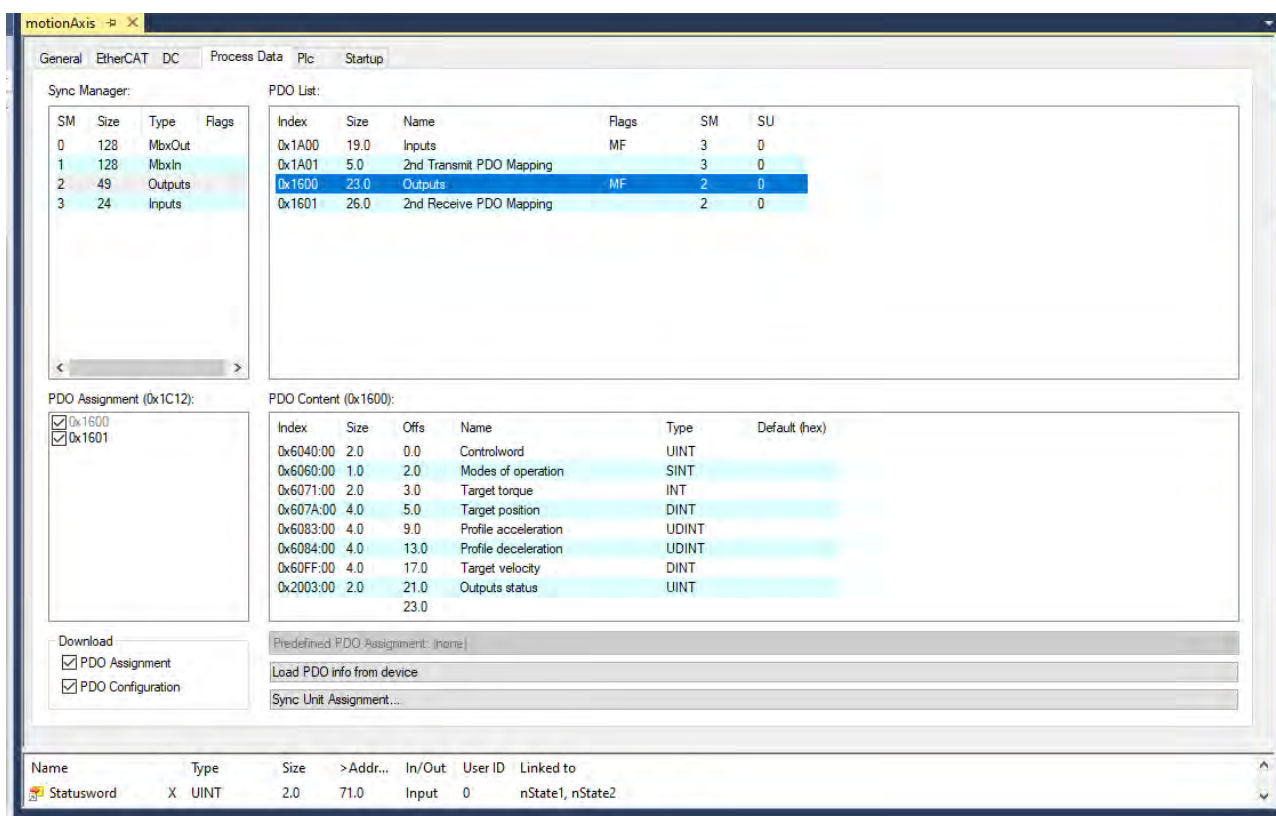 motionAxis
General EtherCAT DC Process Data Plc Startup
Sync Manager:
SM Size Type Flags
0 128 MbxOut
1 128 MbxIn
2 49 Outputs
3 24 Inputs
PDO List:
Index Size Name Flags SM SU
0x1A00 19.0 Inputs MF 3 0
0x1A01 5.0 2nd Transmit PDO Mapping 3 0
0x1600 23.0 Outputs MF 2 0
0x1601 26.0 2nd Receive PDO Mapping 2 0
PDO Assignment (0x1C12):
0x1600
0x1601
PDO Content (0x1600):
Index Size Offs Name Type Default (hex)
0x6040:00 2.0 0.0 Controlword UINT
0x6060:00 1.0 2.0 Modes of operation SINT
0x6071:00 2.0 3.0 Target torque INT
0x607A:00 4.0 5.0 Target position DINT
0x6083:00 4.0 9.0 Profile acceleration UDINT
0x6084:00 4.0 13.0 Profile deceleration UDINT
0x60FF:00 4.0 17.0 Target velocity DINT
0x2003:00 2.0 21.0 Outputs status UINT
23.0
Download
PDO Assignment
PDO Configuration
Predefined PDO Assignment: (none)
Load PDO info from device
Sync Unit Assignment...
Name Type Size >Addr... In/Out User ID Linked to
Statusword X UINT 2.0 71.0 Input 0 nState1, nState2